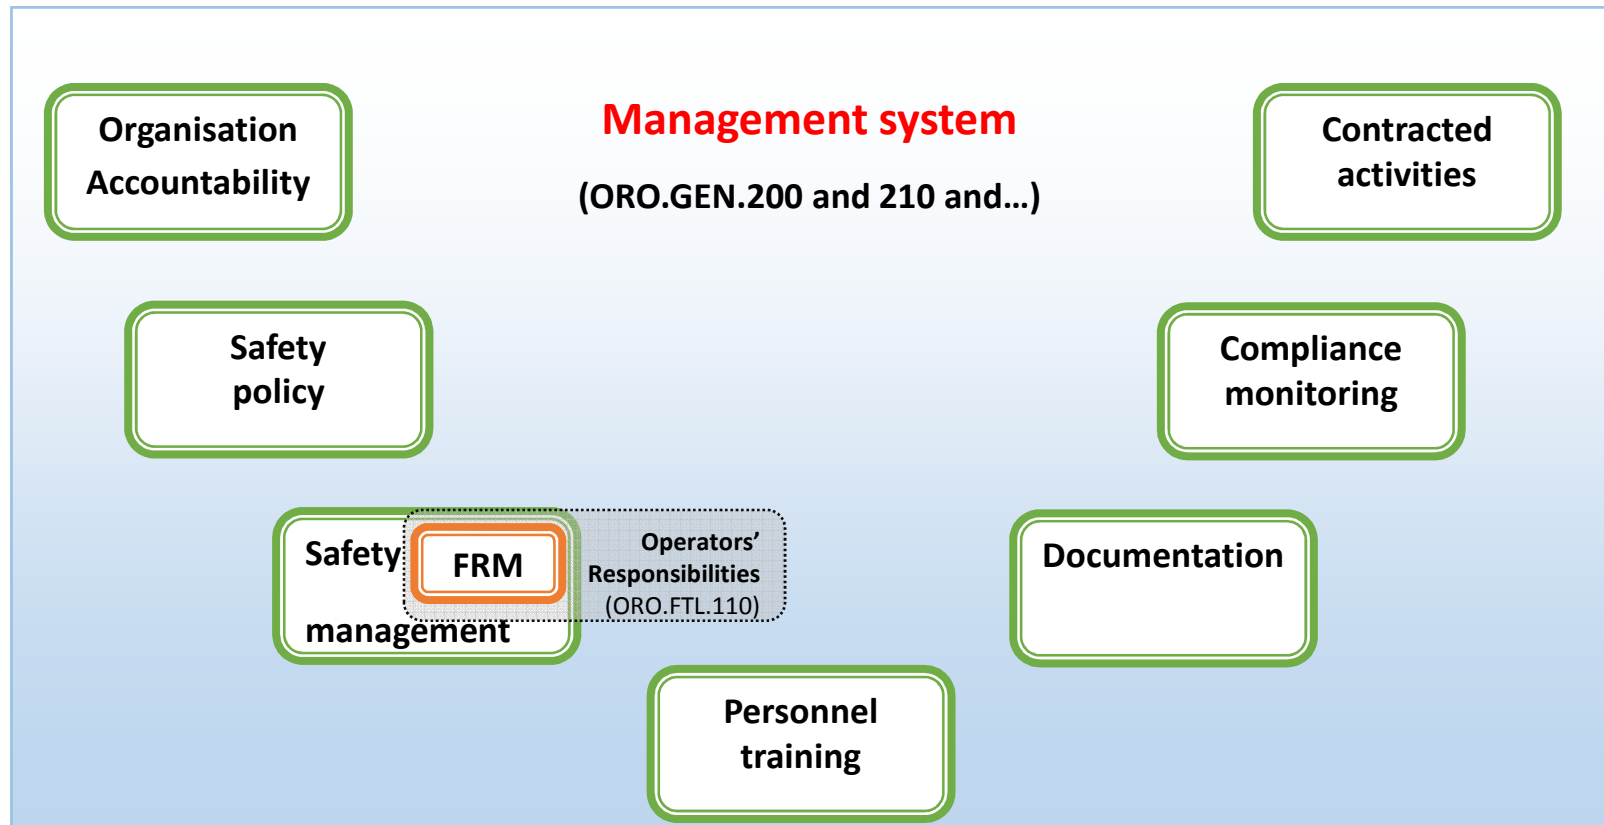 Organisation
Accountability
Management system
(ORO.GEN.200 and 210 and…)
Contracted
activities
Safety
policy
Compliance
monitoring
Safety
management
FRM
Operators’
Responsibilities
(ORO.FTL.110)
Documentation
Personnel
training